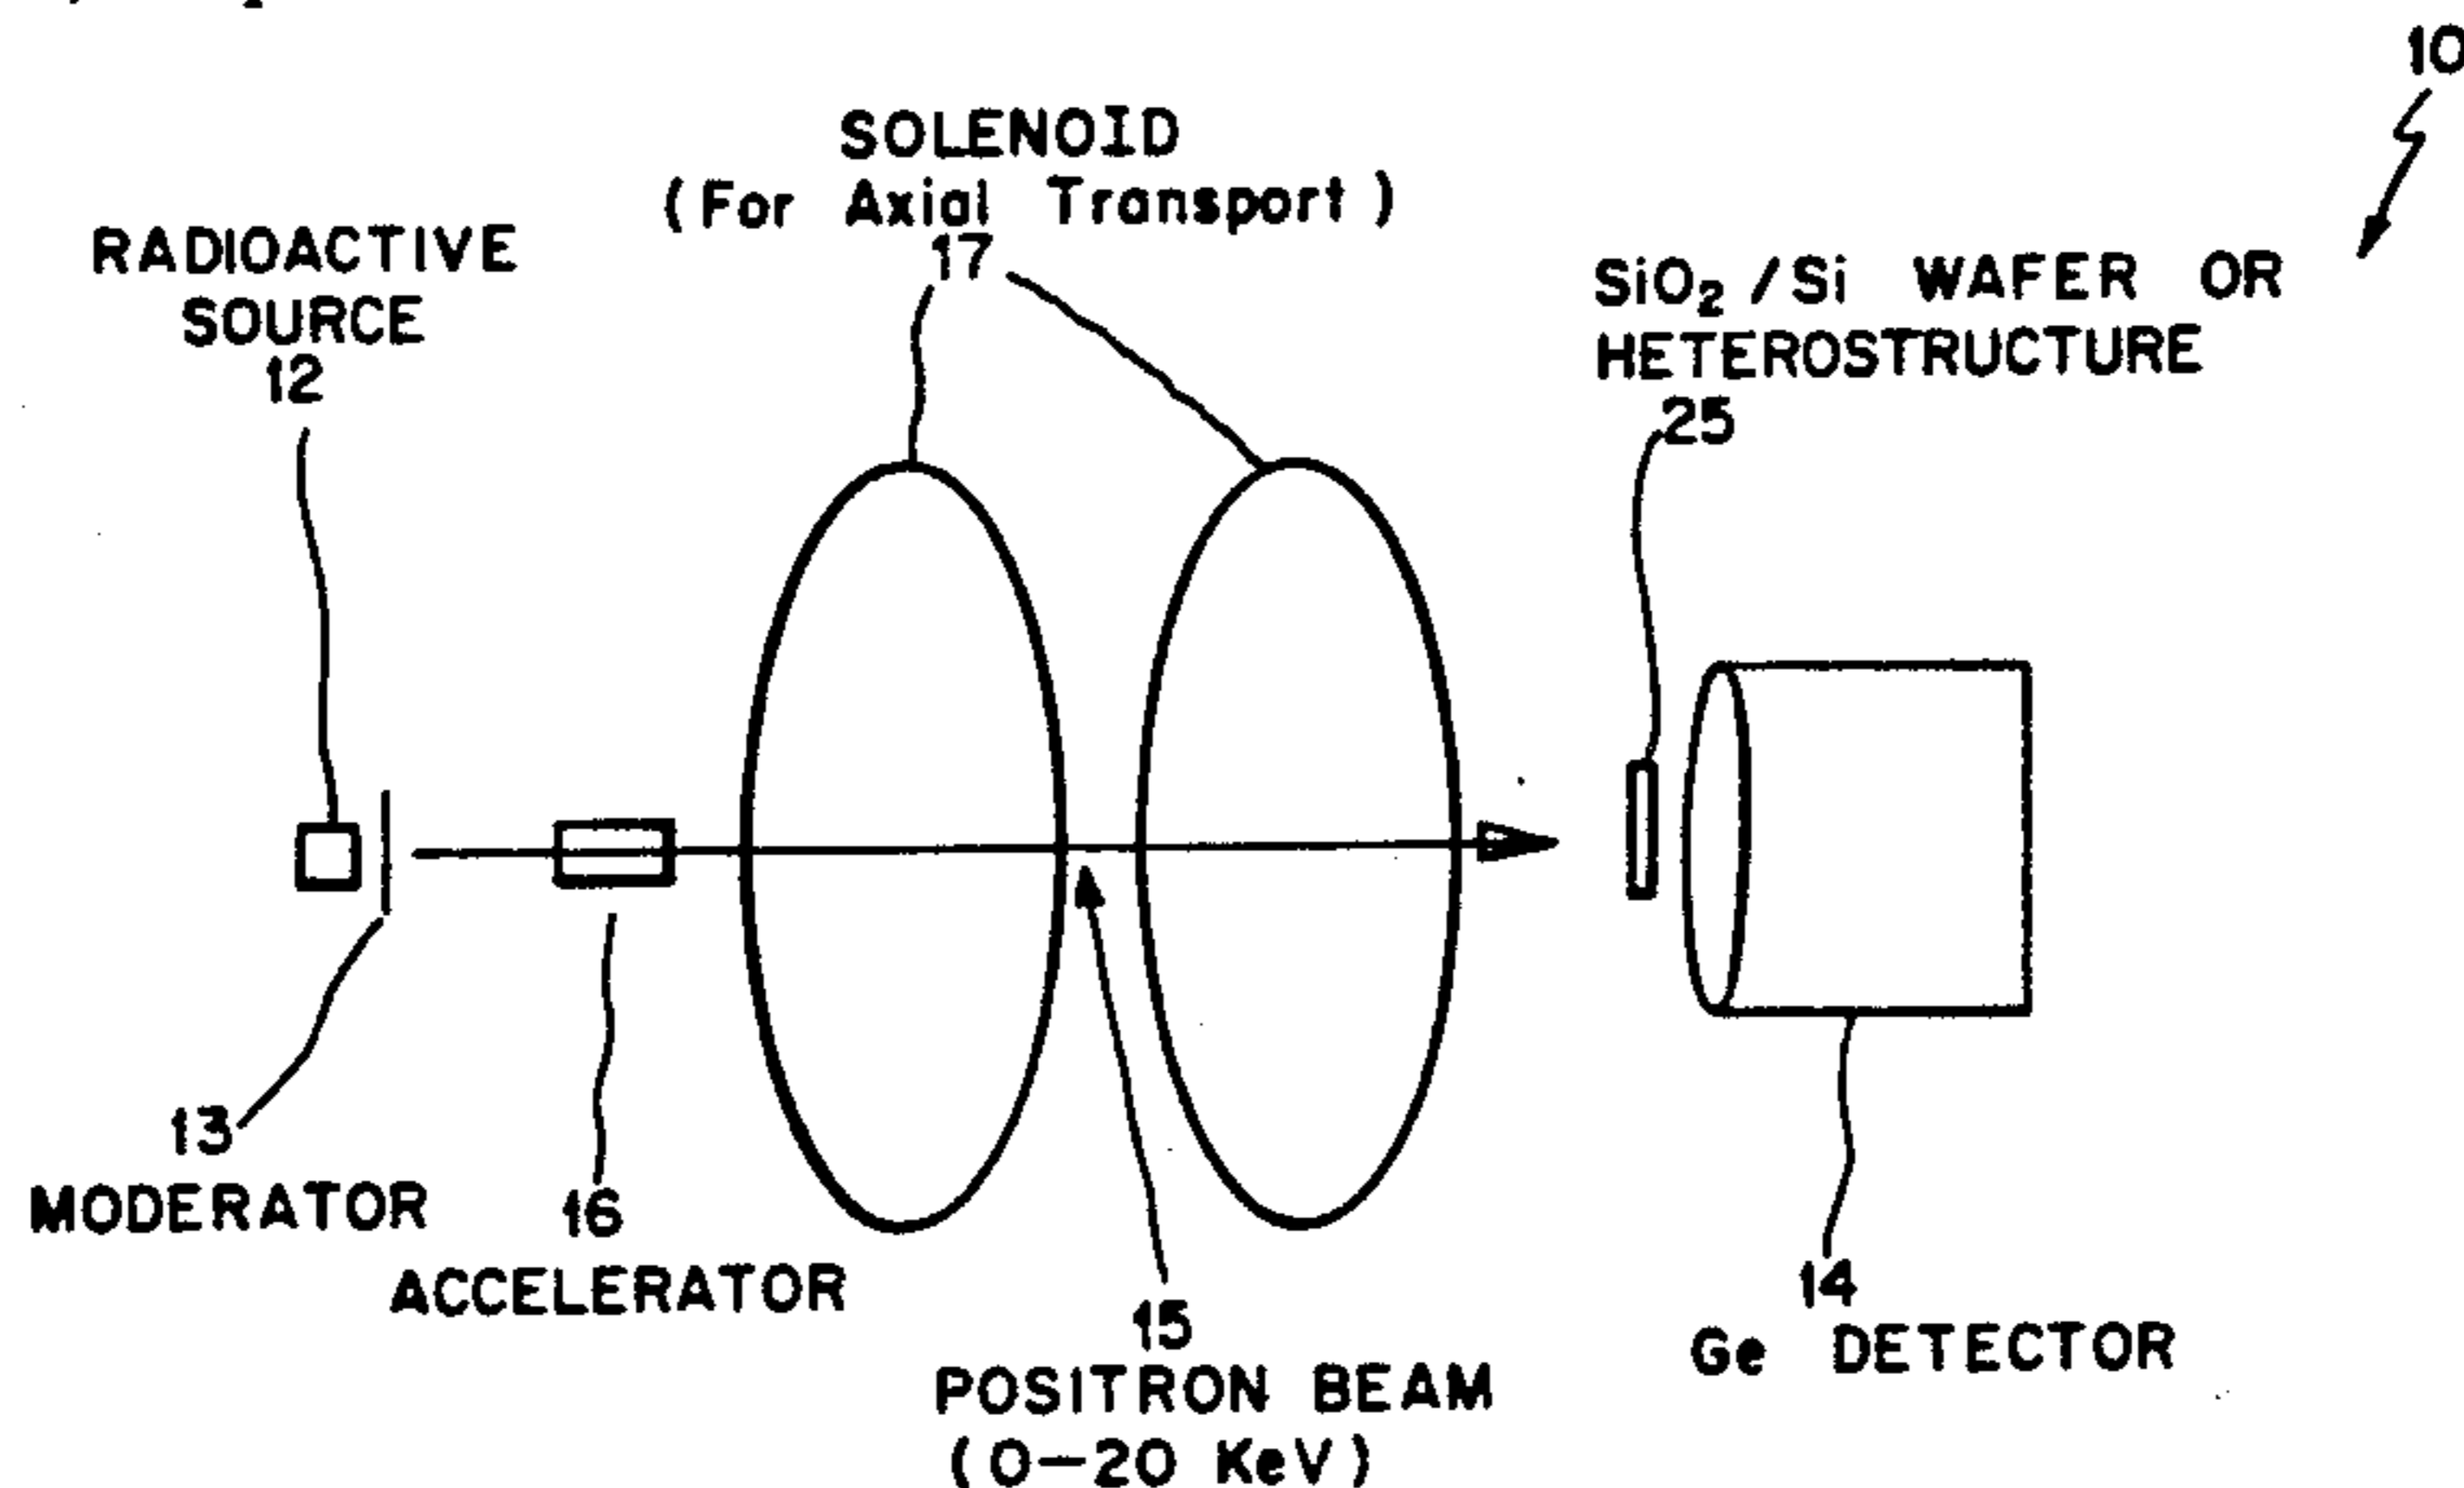 10
SOLENOID
(For Axial Transport)
17
RADIOACTIVE
SOURCE
12
SiO₂/Si WAFER OR
HETEROSTRUCTURE
25
13
MODERATOR
16
ACCELERATOR
15
POSITRON BEAM
(0-20 KeV)
14
Ge DETECTOR